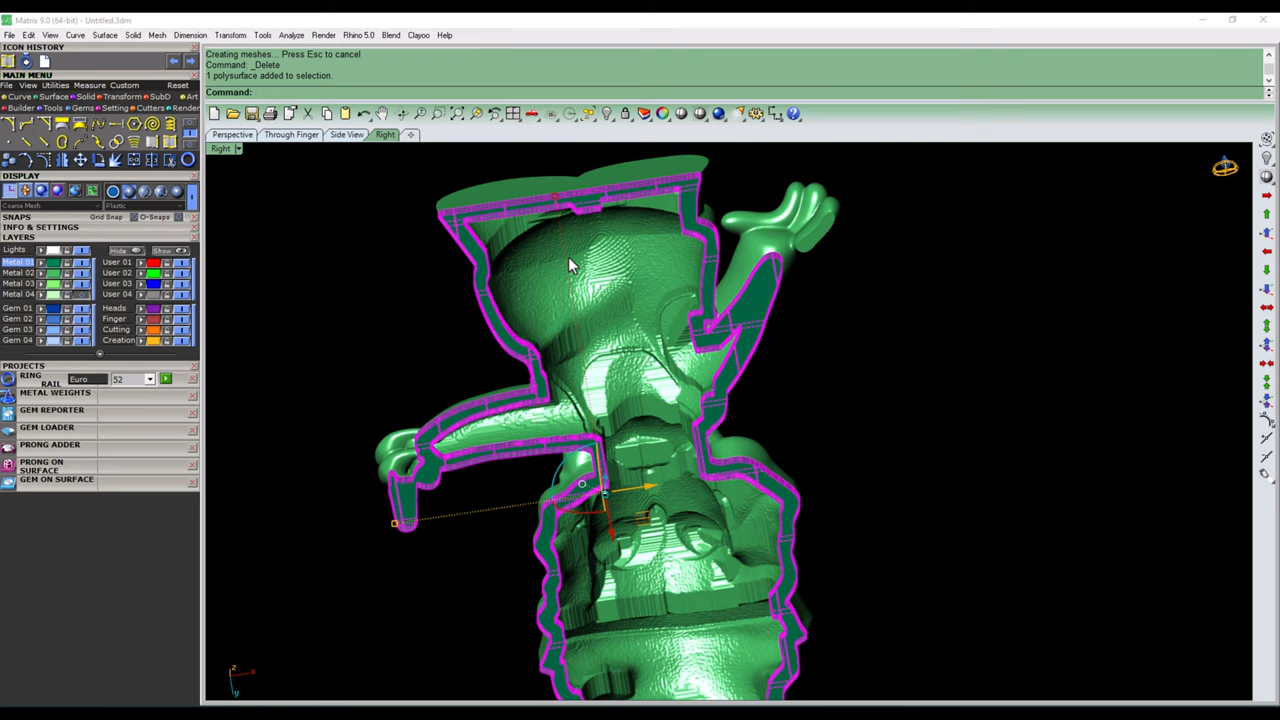 Matrix 9.0 (64-bit) - Untitled.3dm
File Edit View Curve Surface Solid Mesh Dimension Transform Tools Analyze Render Rhino 5.0 Blend Clayoo Help
ICON HISTORY
Creating meshes... Press Esc to cancel
Command: _Delete
1 polysurface added to selection.
Command:
MAIN MENU
File View Utilities Measure Custom Reset
Curve Surface Solid Transform SubD Art
Builder Tools Gems Setting Cutters Render
Perspective Through Finger Side View Right
Right
DISPLAY
Coarse Mesh Plastic
SNAPS Grid Snap O-Snaps
INFO & SETTINGS
LAYERS
Lights Hide Show
Metal 01 User 01
Metal 02 User 02
Metal 03 User 03
Metal 04 User 04
Gem 01 Heads
Gem 02 Finger
Gem 03 Cutting
Gem 04 Creation
PROJECTS
RING RAIL Euro 52
METAL WEIGHTS
GEM REPORTER
GEM LOADER
PRONG ADDER
PRONG ON SURFACE
GEM ON SURFACE
z
x
y